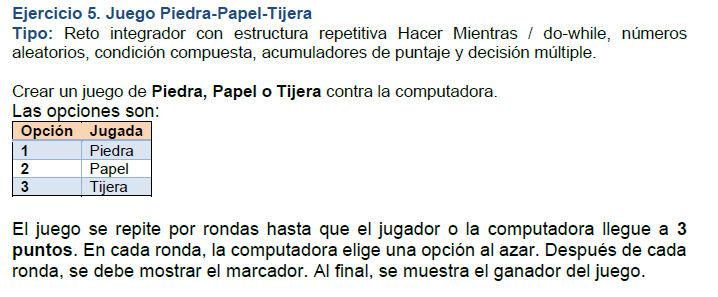 Ejercicio 5. Juego Piedra-Papel-Tijera
Tipo: Reto integrador con estructura repetitiva Hacer Mientras / do-while, números
aleatorios, condición compuesta, acumuladores de puntaje y decisión múltiple.
Crear un juego de Piedra, Papel o Tijera contra la computadora.
Las opciones son:
Opción Jugada
1 Piedra
2 Papel
3 Tijera
El juego se repite por rondas hasta que el jugador o la computadora llegue a 3
puntos. En cada ronda, la computadora elige una opción al azar. Después de cada
ronda, se debe mostrar el marcador. Al final, se muestra el ganador del juego.